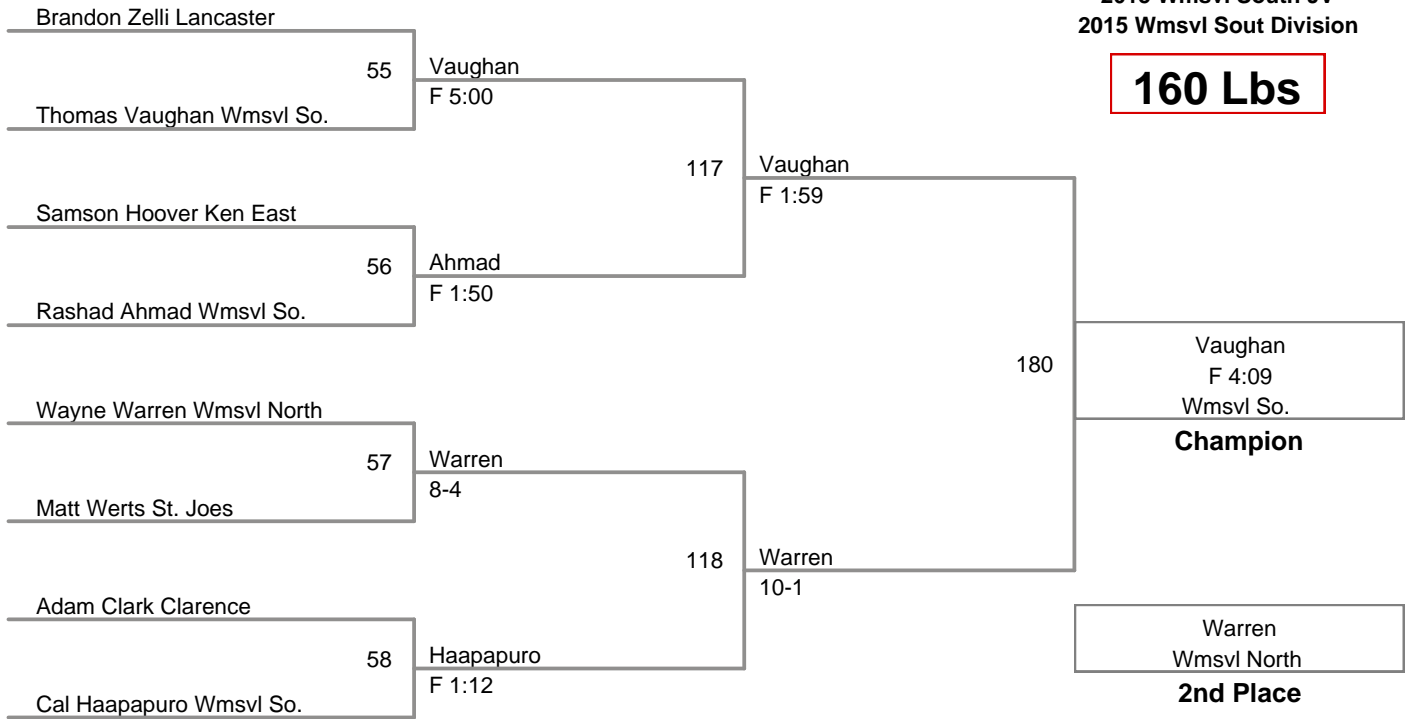 2015 Wmsvl South JV
2015 Wmsvl Sout Division
160 Lbs
Brandon Zelli Lancaster
55
Vaughan
F 5:00
Thomas Vaughan Wmsvl So.
117
Vaughan
F 1:59
Samson Hoover Ken East
56
Ahmad
F 1:50
Rashad Ahmad Wmsvl So.
180
Vaughan
F 4:09
Wmsvl So.
Champion
Wayne Warren Wmsvl North
57
Warren
8-4
Matt Werts St. Joes
118
Warren
10-1
Adam Clark Clarence
58
Haapapuro
F 1:12
Cal Haapapuro Wmsvl So.
Warren
Wmsvl North
2nd Place